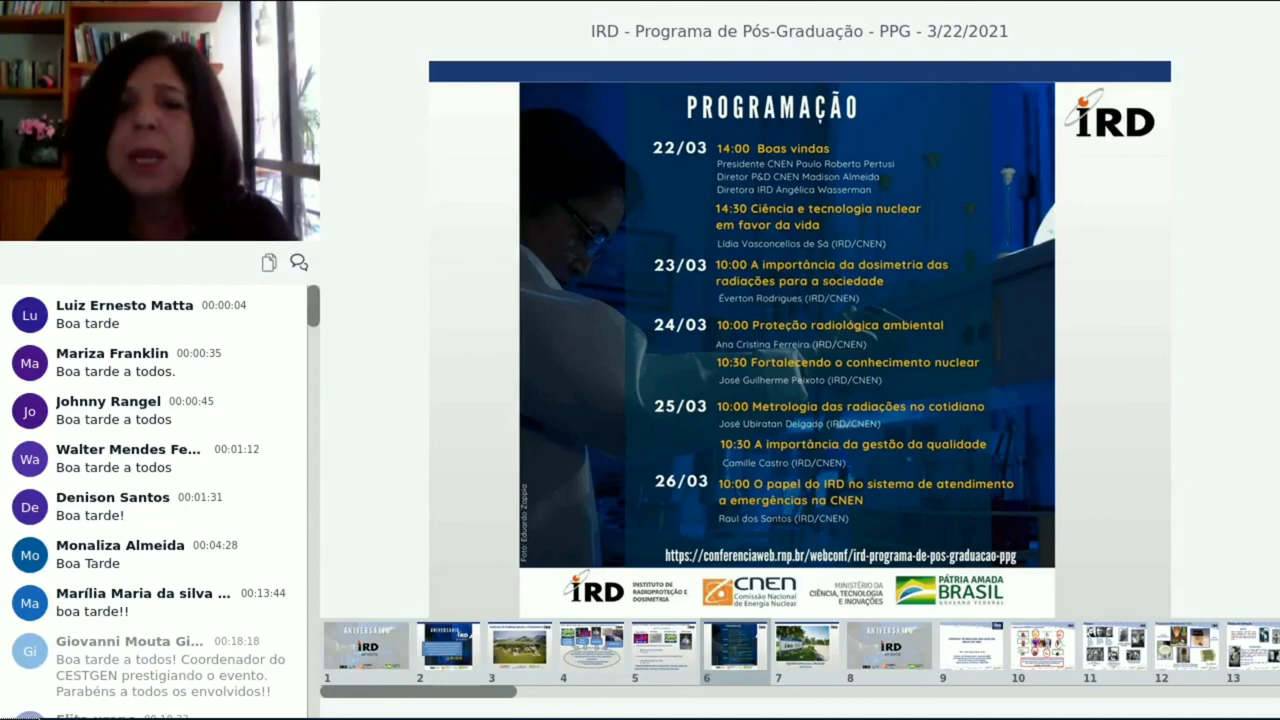 IRD - Programa de Pós-Graduação - PPG - 3/22/2021
PROGRAMAÇÃO
22/03
14:00 Boas vindas
Presidente CNEN Paulo Roberto Pertusi
Diretor P&D CNEN Madison Almeida
Diretora IRD Angélica Wasserman
14:30 Ciência e tecnologia nuclear
em favor da vida
Lídia Vasconcellos de Sá (IRD/CNEN)
23/03
10:00 A importância da dosimetria das
radiações para a sociedade
Éverton Rodrigues (IRD/CNEN)
24/03
10:00 Proteção radiológica ambiental
Ana Cristina Ferreira (IRD/CNEN)
10:30 Fortalecendo o conhecimento nuclear
José Guilherme Peixoto (IRD/CNEN)
25/03
10:00 Metrologia das radiações no cotidiano
José Ubiratan Delgado (IRD/CNEN)
10:30 A importância da gestão da qualidade
Camille Castro (IRD/CNEN)
26/03
10:00 O papel do IRD no sistema de atendimento
a emergências na CNEN
Raul dos Santos (IRD/CNEN)
https://conferenciaweb.rnp.br/webconf/ird-programa-de-pos-graduacao-ppg
Foto: Eduardo Zappia
IRD
IRD
INSTITUTO DE
RADIOPROTEÇÃO E
DOSIMETRIA
CNEN
Comissão Nacional
de Energia Nuclear
MINISTÉRIO DA
CIÊNCIA, TECNOLOGIA
E INOVAÇÕES
PÁTRIA AMADA
BRASIL
GOVERNO FEDERAL
Lu
Luiz Ernesto Matta 00:00:04
Boa tarde
Ma
Mariza Franklin 00:00:35
Boa tarde a todos.
Jo
Johnny Rangel 00:00:45
Boa tarde a todos
Wa
Walter Mendes Fe... 00:01:12
Boa tarde a todos
De
Denison Santos 00:01:31
Boa tarde!
Mo
Monaliza Almeida 00:04:28
Boa Tarde
Ma
Marília Maria da silva ... 00:13:44
boa tarde!!
Gi
Giovanni Mouta Gi... 00:18:18
Boa tarde a todos! Coordenador do
CESTGEN prestigiando o evento.
Parabéns a todos os envolvidos!!
1 2 3 4 5 6 7 8 9 10 11 12 13